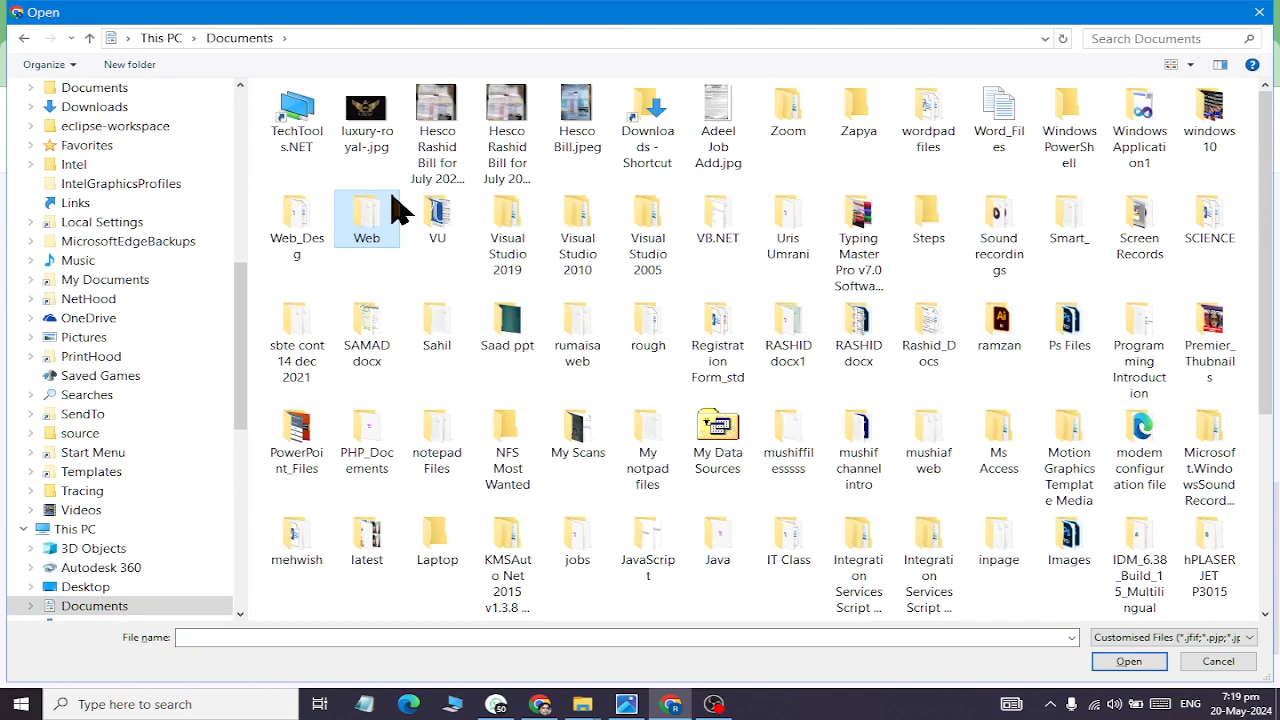 Open
This PC
Documents
Search Documents
Organize
New folder
Documents
Downloads
eclipse-workspace
Favorites
Intel
IntelGraphicsProfiles
Links
Local Settings
MicrosoftEdgeBackups
Music
My Documents
NetHood
OneDrive
Pictures
PrintHood
Saved Games
Searches
SendTo
source
Start Menu
Templates
Tracing
Videos
This PC
3D Objects
Autodesk 360
Desktop
Documents
TechTool
s.NET
luxury-ro
yal-.jpg
Hesco
Rashid
Bill for
July 202...
Hesco
Rashid
Bill for
July 20...
Hesco
Bill.jpeg
Downloa
ds -
Shortcut
Adeel
Job
Add.jpg
Zoom
Zapya
wordpad
files
Word_Fil
es
Windows
PowerSh
ell
Windows
Applicati
on1
windows
10
Web_Des
g
Web
VU
Visual
Studio
2019
Visual
Studio
2010
Visual
Studio
2005
VB.NET
Uris
Umrani
Typing
Master
Pro v7.0
Softwa...
Steps
Sound
recording
s
Smart_
Screen
Records
SCIENCE
sbte cont
14 dec
2021
SAMAD
docx
Sahil
Saad ppt
rumaisa
web
rough
Registrat
ion
Form_std
RASHID
docx1
RASHID
docx
Rashid_D
ocs
ramzan
Ps Files
Program
ming
Introduct
ion
Premier_
Thubnail
s
PowerPoi
nt_Files
PHP_Doc
ements
notepad
Files
NFS
Most
Wanted
My Scans
My
notpad
files
My Data
Sources
mushiffil
esssss
mushif
channel
intro
mushiaf
web
Ms
Access
Motion
Graphics
Templat
e Media
modem
configur
ation file
Microsof
t.Windo
wsSound
Record...
mehwish
latest
Laptop
KMSAut
o Net
2015
v1.3.8 ...
jobs
JavaScrip
t
Java
IT Class
Integrati
on
Services
Script ...
Integrati
on
Services
Script ...
inpage
Images
IDM_6.38
_Build_1
5_Multili
ngual
hPLASER
JET
P3015
File name:
Customised Files (*.jfif;*.pjp;*.jp
Open
Cancel
Type here to search
ENG
7:19 pm
20-May-2024